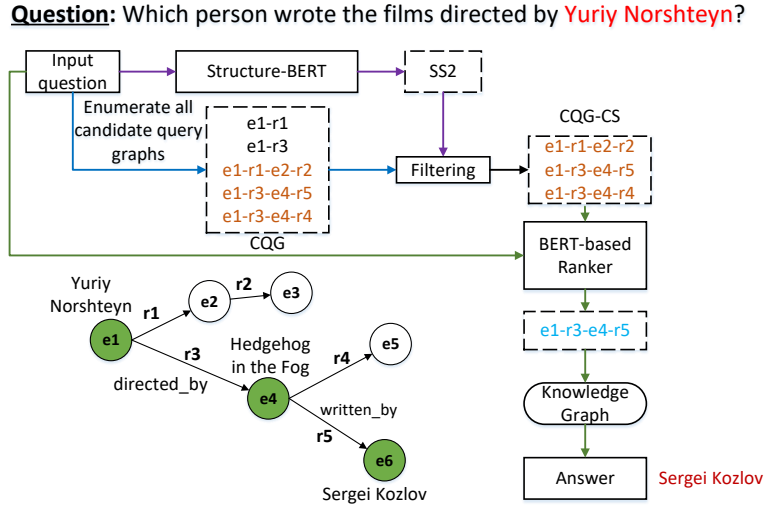 Question: Which person wrote the films directed by Yuriy Norshteyn?
Input
question
Structure-BERT
SS2
Enumerate all
candidate query
graphs
e1-r1
e1-r3
e1-r1-e2-r2
e1-r3-e4-r5
e1-r3-e4-r4
CQG
Filtering
CQG-CS
e1-r1-e2-r2
e1-r3-e4-r5
e1-r3-e4-r4
BERT-based
Ranker
e1-r3-e4-r5
Knowledge
Graph
Answer
Sergei Kozlov
Yuriy
Norshteyn
e1
r1
e2
r2
e3
r3
directed_by
Hedgehog
in the Fog
e4
r4
e5
written_by
r5
e6
Sergei Kozlov